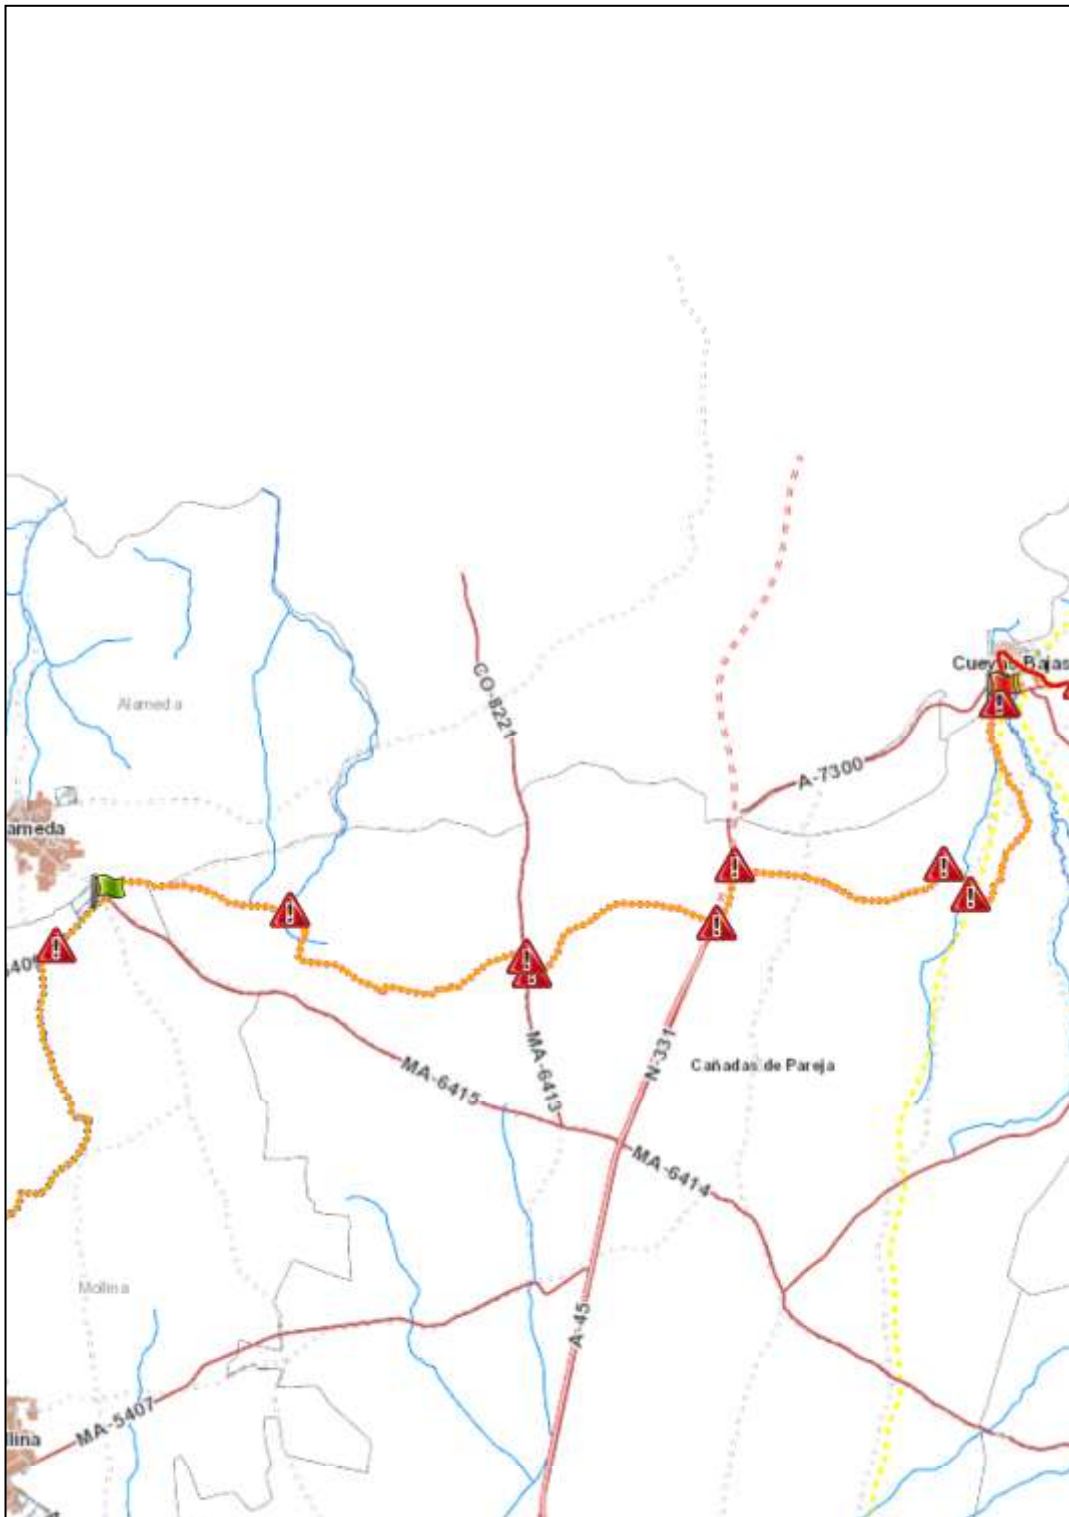 CO-8221
Cuevas Bajas
Alameda
A-7300
ameda
MA-6413
N-331
Cañadas de Pareja
MA-6415
MA-6414
Mollina
A-45
MA-5407
llina